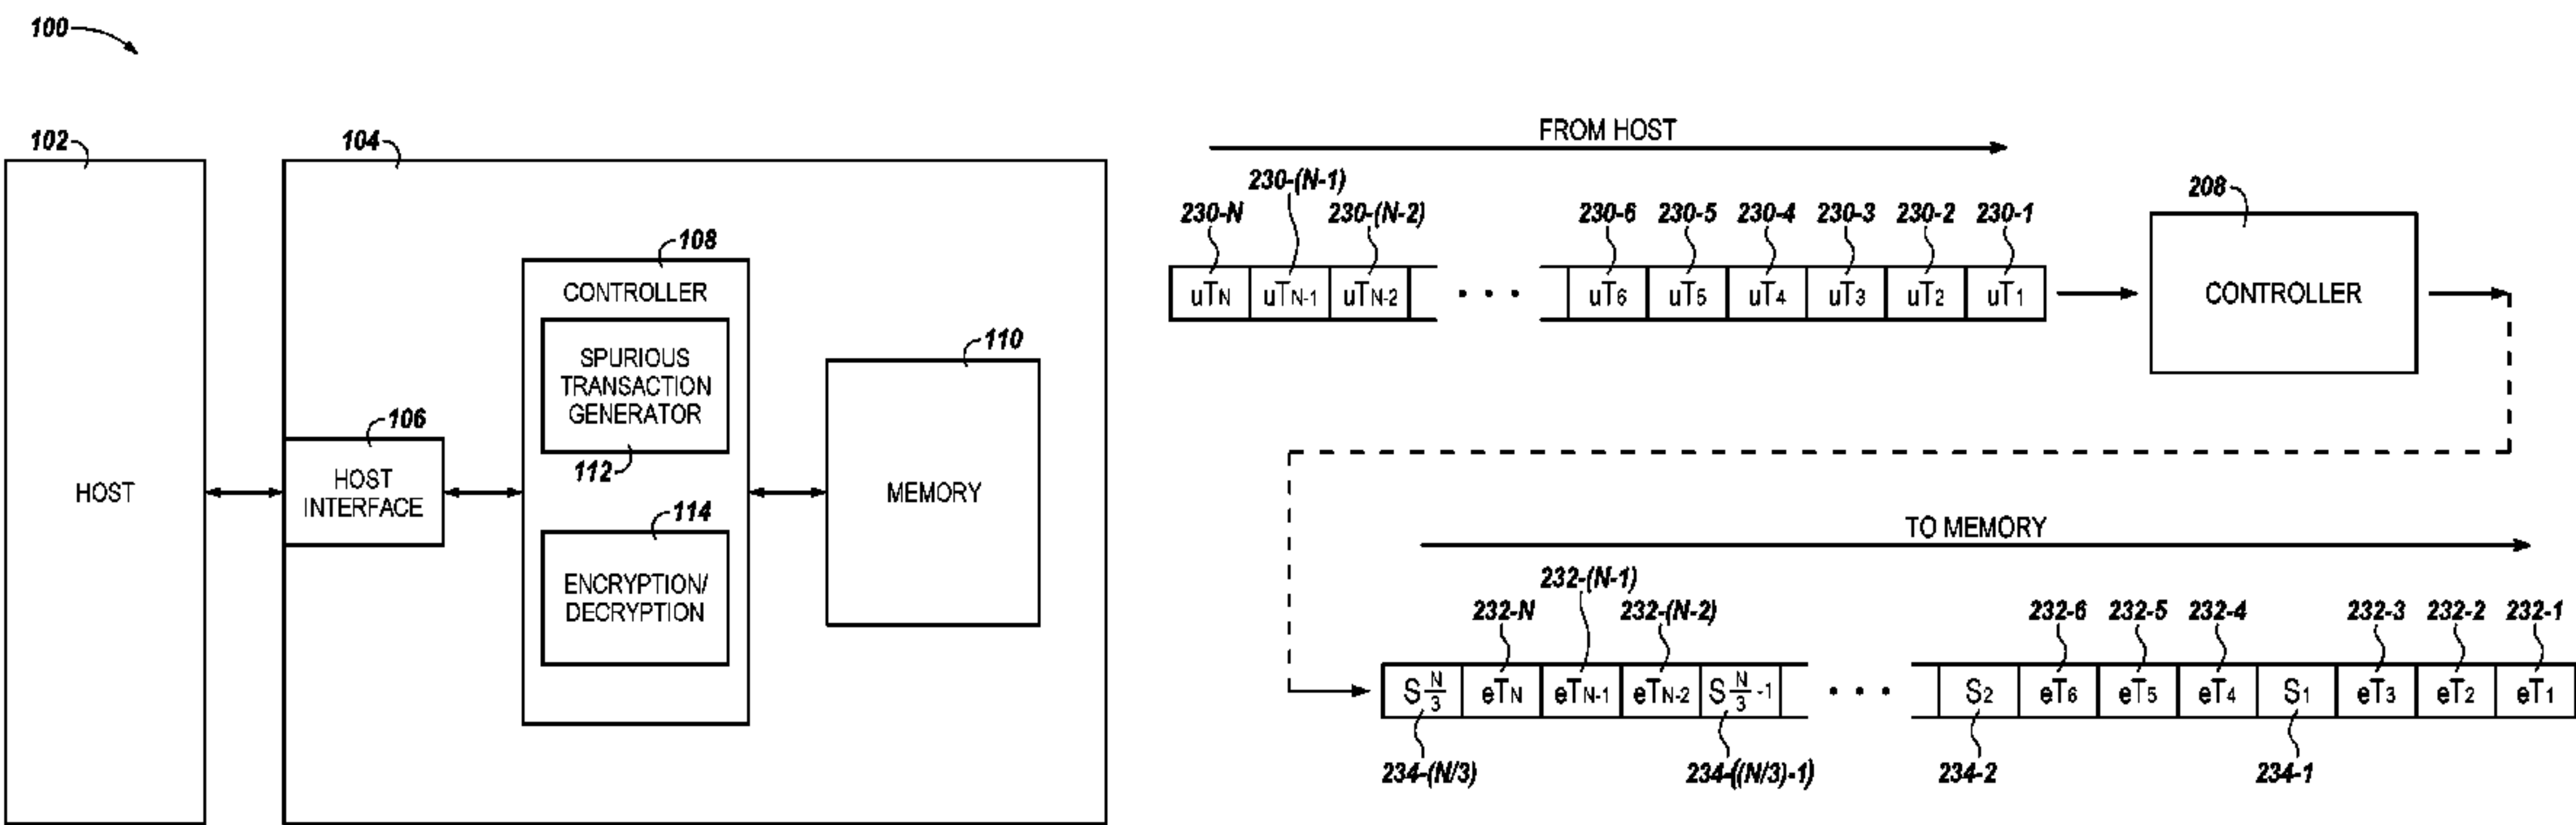 100
102
104
HOST
106
HOST
INTERFACE
108
CONTROLLER
SPURIOUS
TRANSACTION
GENERATOR
112
114
ENCRYPTION/
DECRYPTION
110
MEMORY
FROM HOST
230-N 230-(N-1) 230-(N-2) 230-6 230-5 230-4 230-3 230-2 230-1
uTN uTN-1 uTN-2 • • • uT6 uT5 uT4 uT3 uT2 uT1
208
CONTROLLER
TO MEMORY
232-N 232-(N-1) 232-(N-2) 232-6 232-5 232-4 232-3 232-2 232-1
S N/3 eTN eTN-1 eTN-2 S N/3 -1 • • • S2 eT6 eT5 eT4 S1 eT3 eT2 eT1
234-(N/3) 234-((N/3)-1) 234-2 234-1